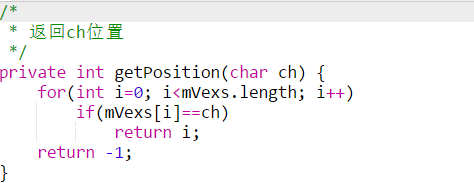 /*
 * 返回ch位置
 */
private int getPosition(char ch) {
    for(int i=0; i<mVexs.length; i++)
        if(mVexs[i]==ch)
            return i;
    return -1;
}